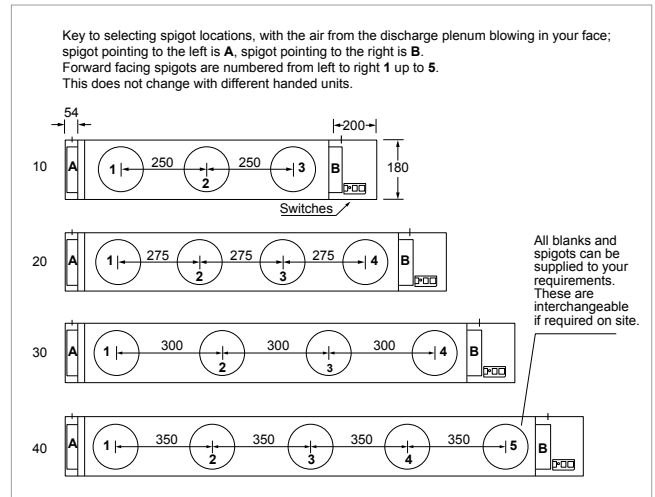 Key to selecting spigot locations, with the air from the discharge plenum blowing in your face;
spigot pointing to the left is A, spigot pointing to the right is B.
Forward facing spigots are numbered from left to right 1 up to 5.
This does not change with different handed units.
54
200
10
A
1
250
2
250
3
B
180
Switches
20
A
1
275
2
275
3
275
4
B
All blanks and
spigots can be
supplied to your
requirements.
These are
interchangeable
if required on site.
30
A
1
300
2
300
3
300
4
B
40
A
1
350
2
350
3
350
4
350
5
B